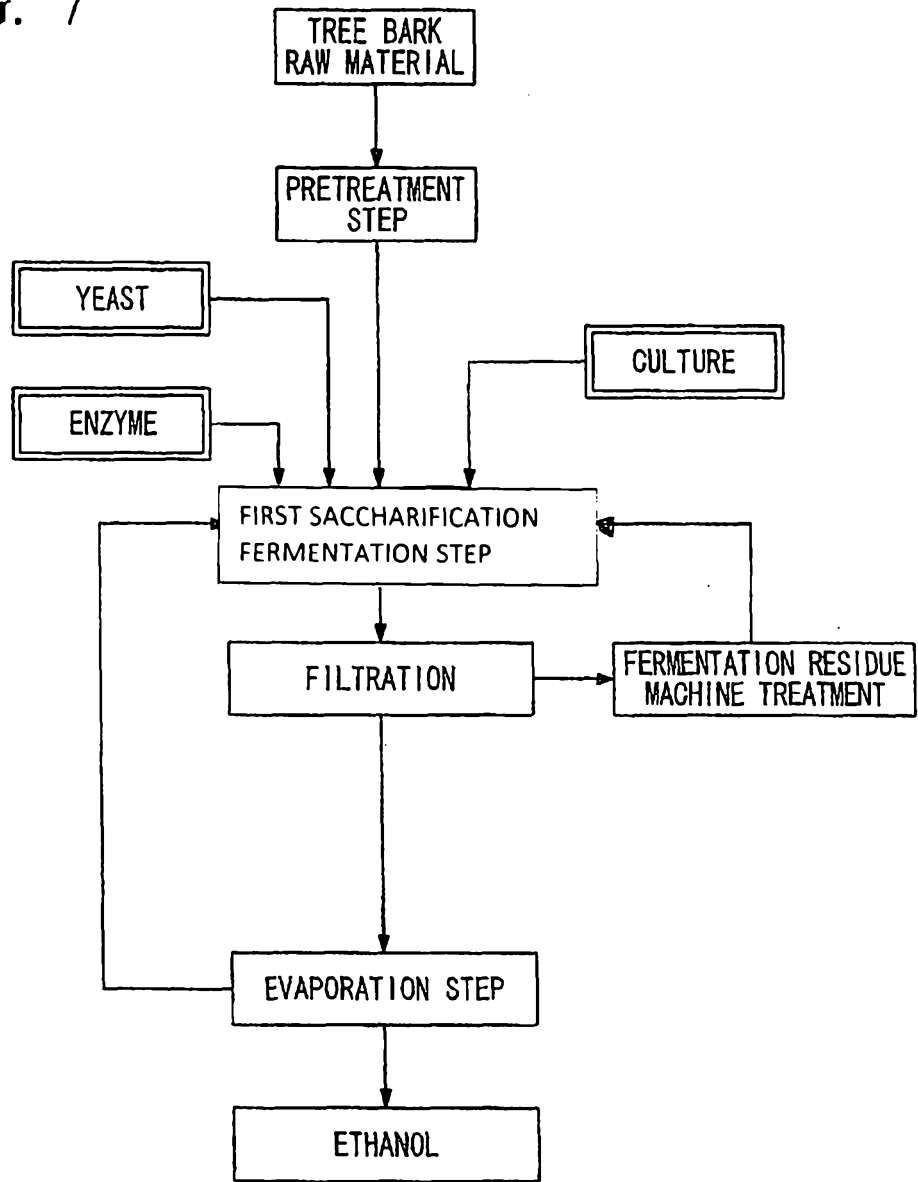 7
TREE BARK
RAW MATERIAL
PRETREATMENT
STEP
YEAST
CULTURE
ENZYME
FIRST SACCHARIFICATION
FERMENTATION STEP
FILTRATION
FERMENTATION RESIDUE
MACHINE TREATMENT
EVAPORATION STEP
ETHANOL